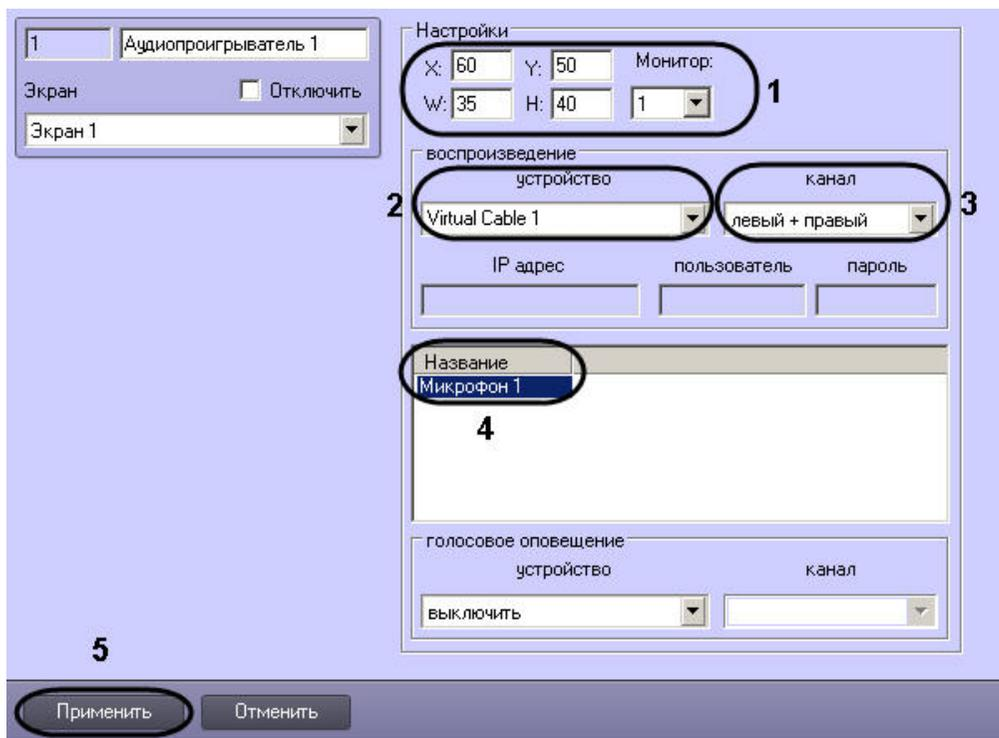 1 Аудиопроигрыватель 1
Экран Отключить
Экран 1
Настройки
X: 60 Y: 50 Монитор:
W: 35 H: 40 1
1
воспроизведение
устройство канал
2 Virtual Cable 1 левый + правый 3
IP адрес пользователь пароль
Название
Микрофон 1
4
голосовое оповещение
устройство канал
выключить
5
Применить Отменить